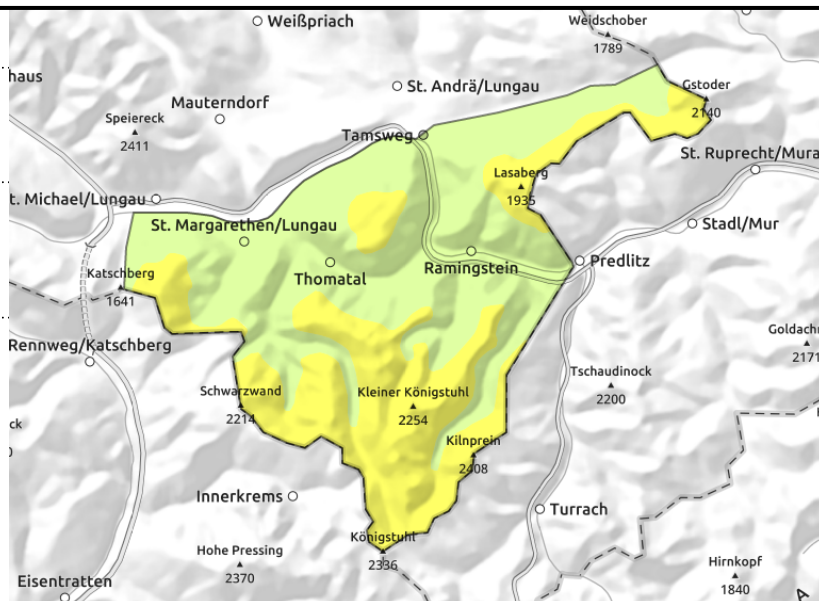 Weißpriach
Weidschober
1789
haus
St. Andrä/Lungau
Gstoder
2140
Mauterndorf
Speiereck
2411
Tamsweg
St. Ruprecht/Mura
Lasaberg
1935
t. Michael/Lungau
St. Margarethen/Lungau
Stadl/Mur
Thomatal
Ramingstein
Predlitz
Katschberg
1641
Rennweg/Katschberg
Goldachn
2171
Tschaudinock
2200
Schwarzwand
2214
Kleiner Königstuhl
2254
ck
Kilnprein
2408
Innerkrems
Turrach
Königstuhl
2336
Hohe Pressing
2370
Hirnkopf
1840
Eisentratten
A